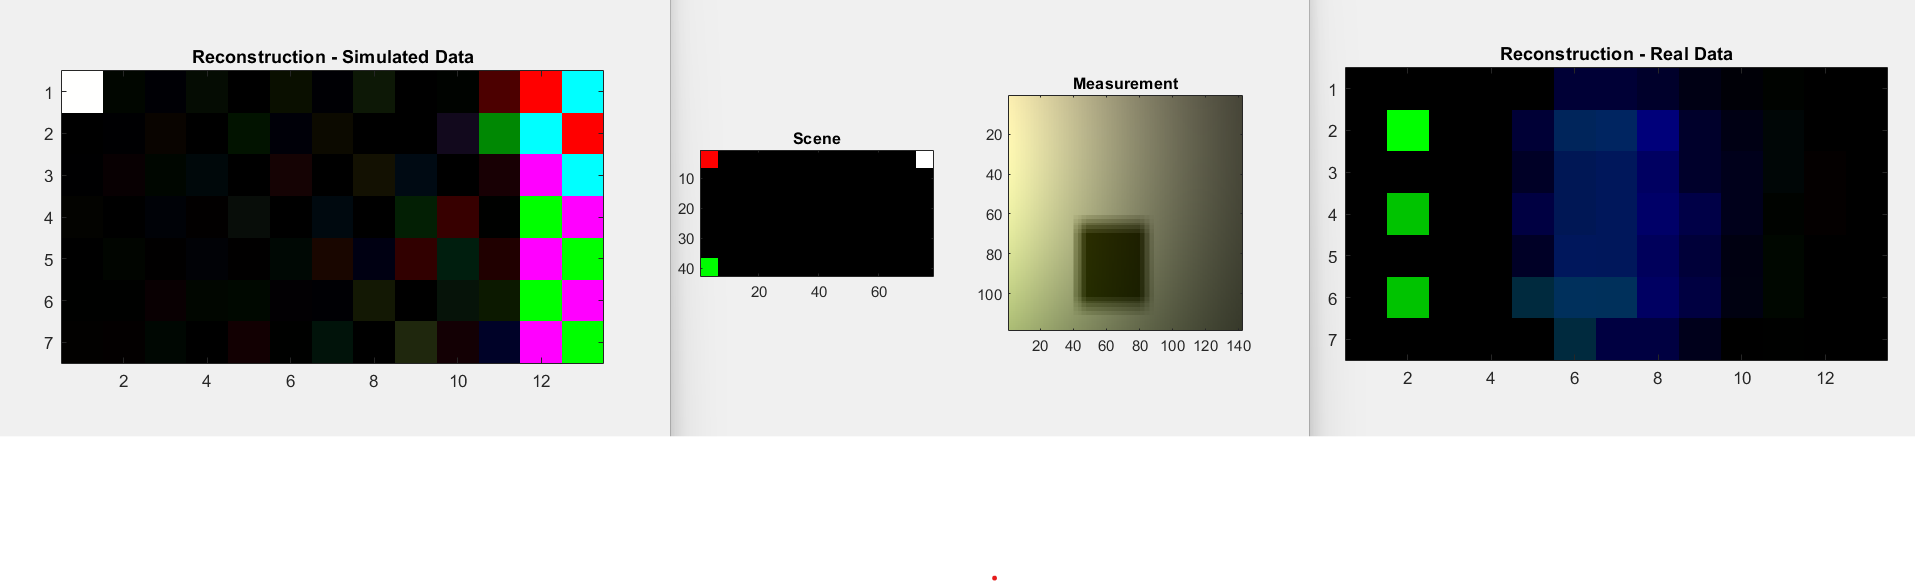 Reconstruction - Simulated Data
1
2
3
4
5
6
7
2 4 6 8 10 12
Scene
10
20
30
40
20 40 60
Measurement
20
40
60
80
100
20 40 60 80 100 120 140
Reconstruction - Real Data
1
2
3
4
5
6
7
2 4 6 8 10 12